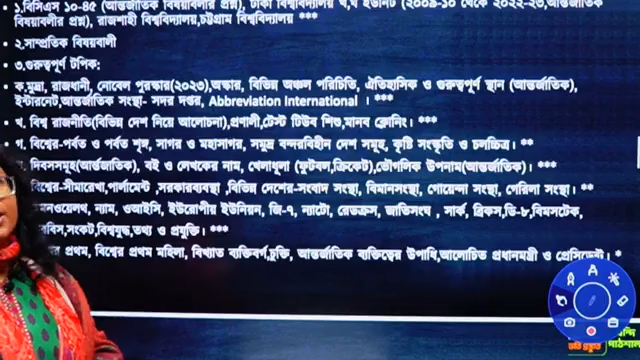 ১.বিসিএস ১০-৪৫ (আন্তর্জাতিক বিষয়াবলীর প্রশ্ন), ঢাকা বিশ্ববিদ্যালয় খ,ঘ ইউনিট (২০০৯-১০ থেকে ২০২২-২৩,আন্তর্জাতিক
বিষয়াবলীর প্রশ্ন), রাজশাহী বিশ্ববিদ্যালয়,চট্টগ্রাম বিশ্ববিদ্যালয় ***
২.সাম্প্রতিক বিষয়াবলী
৩.গুরুত্বপূর্ণ টপিক:
ক.মুদ্রা, রাজধানী, নোবেল পুরস্কার(২০২৩),অস্কার, বিভিন্ন অঞ্চল পরিচিতি, ঐতিহাসিক ও গুরুত্বপূর্ণ স্থান (আন্তর্জাতিক),
ইন্টারনেট,আন্তর্জাতিক সংস্থা- সদর দপ্তর, Abbreviation International । ***
খ. বিশ্ব রাজনীতি(বিভিন্ন দেশ নিয়ে আলোচনা),প্রণালী,টেস্ট টিউব শিশু,মানব ক্লোনিং। ***
গ. বিশ্বের-পর্বত ও পর্বত শৃঙ্গ, সাগর ও মহাসাগর, সমুদ্র বন্দরবিহীন দেশ সমূহ, কৃষ্টি সংস্কৃতি ও চলচ্চিত্র। **
দিবসসমূহ(আর্ন্তজাতিক), বই ও লেখকের নাম, খেলাধূলা (ফুটবল,ক্রিকেট),ভৌগলিক উপনাম(আন্তর্জাতিক)। ***
বিশ্বের-সীমারেখা,পার্লামেন্ট ,সরকারব্যবস্থা ,বিভিন্ন দেশের-সংবাদ সংস্থা, বিমানসংস্থা, গোয়েন্দা সংস্থা, গেরিলা সংস্থা। **
মনওয়েলথ, ন্যাম, ওআইসি, ইউরোপীয় ইউনিয়ন, জি-৭, ন্যাটো, রেডক্রস, জাতিসংঘ , সার্ক, ব্রিকস,ডি-৮,বিমসটেক,
বিস,সংকট,বিশ্বযুদ্ধ,তথ্য ও প্রযুক্তি। ***
প্রথম, বিশ্বের প্রথম মহিলা, বিখ্যাত ব্যক্তিবর্গ,চুক্তি, আন্তর্জাতিক ব্যক্তিত্বের উপাধি,আলোচিত প্রধানমন্ত্রী ও প্রেসিডেন্ট। *
পাঠশালা